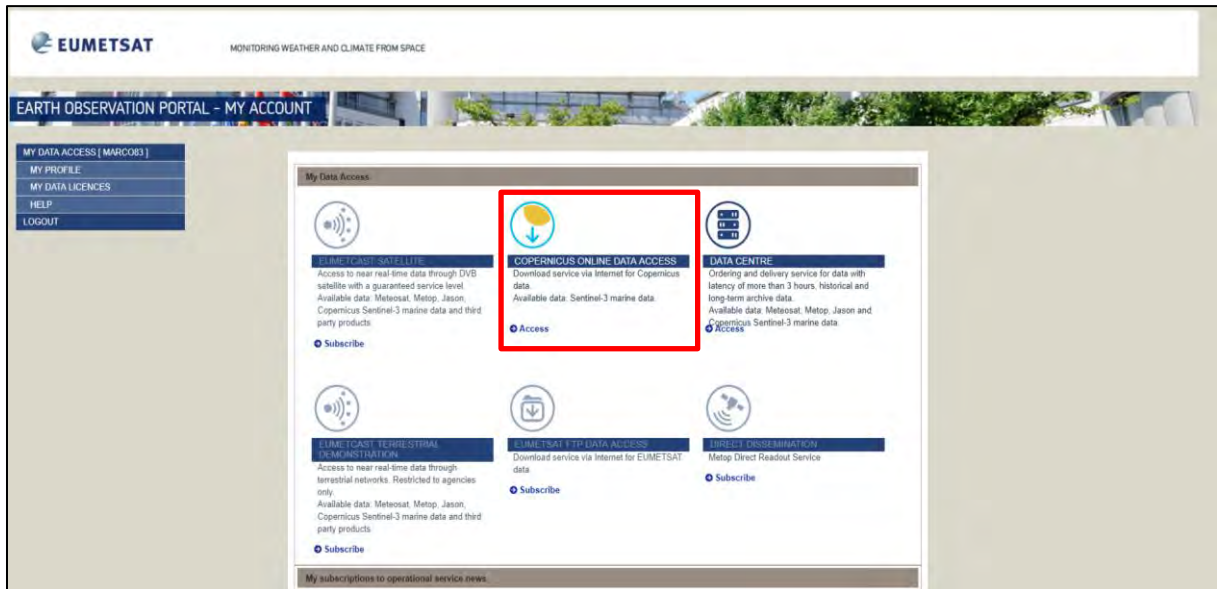 EUMETSAT
MONITORING WEATHER AND CLIMATE FROM SPACE
EARTH OBSERVATION PORTAL - MY ACCOUNT
MY DATA ACCESS [ MARCO83 ]
MY PROFILE
MY DATA LICENCES
HELP
LOGOUT
My Data Access
EUMETCAST SATELLITE
Access to near real-time data through DVB
satellite with a guaranteed service level.
Available data: Meteosat, Metop, Jason,
Copernicus Sentinel-3 marine data and third
party products
Subscribe
COPERNICUS ONLINE DATA ACCESS
Download service via Internet for Copernicus
data.
Available data: Sentinel-3 marine data.
Access
DATA CENTRE
Ordering and delivery service for data with
latency of more than 3 hours, historical and
long-term archive data.
Available data: Meteosat, Metop, Jason and
Copernicus Sentinel-3 marine data
Access
EUMETCAST TERRESTRIAL
DEMONSTRATION
Access to near real-time data through
terrestrial networks. Restricted to agencies
only.
Available data: Meteosat, Metop, Jason,
Copernicus Sentinel-3 marine data and third
party products
Subscribe
EUMETSAT FTP DATA ACCESS
Download service via Internet for EUMETSAT
data
Subscribe
DIRECT DISSEMINATION
Metop Direct Readout Service
Subscribe
My subscriptions to operational service news